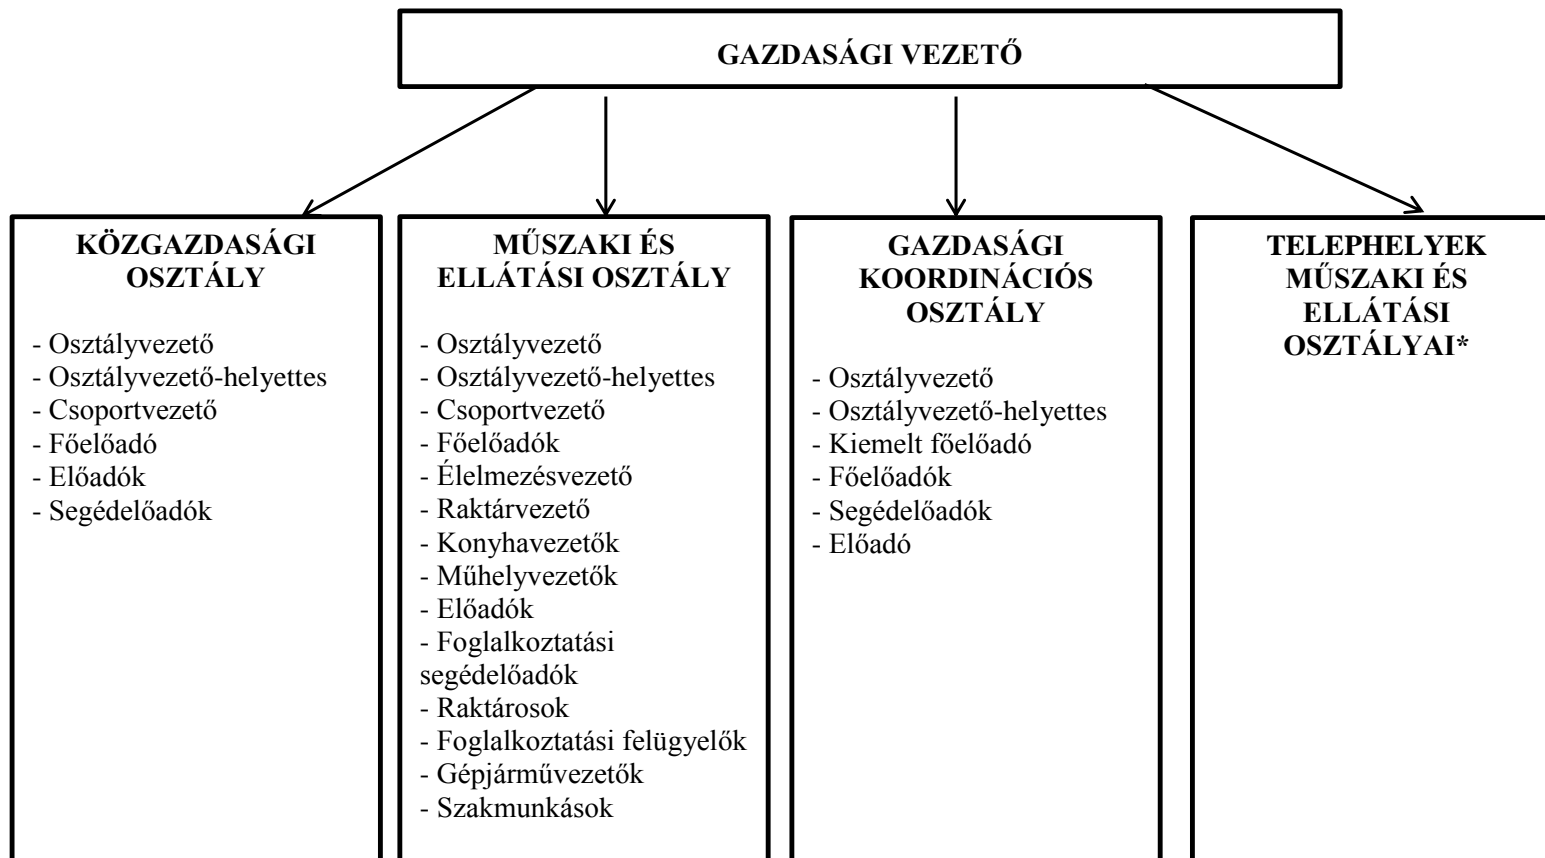 GAZDASÁGI VEZETŐ
KÖZGAZDASÁGI
OSZTÁLY
- Osztályvezető
- Osztályvezető-helyettes
- Csoportvezető
- Főelőadó
- Előadók
- Segédelőadók
MŰSZAKI ÉS
ELLÁTÁSI OSZTÁLY
- Osztályvezető
- Osztályvezető-helyettes
- Csoportvezető
- Főelőadók
- Élelmezésvezető
- Raktárvezető
- Konyhavezetők
- Műhelyvezetők
- Előadók
- Foglalkoztatási
segédelőadók
- Raktárosok
- Foglalkoztatási felügyelők
- Gépjárművezetők
- Szakmunkások
GAZDASÁGI
KOORDINÁCIÓS
OSZTÁLY
- Osztályvezető
- Osztályvezető-helyettes
- Kiemelt főelőadó
- Főelőadók
- Segédelőadók
- Előadó
TELEPHELYEK
MŰSZAKI ÉS
ELLÁTÁSI
OSZTÁLYAI*